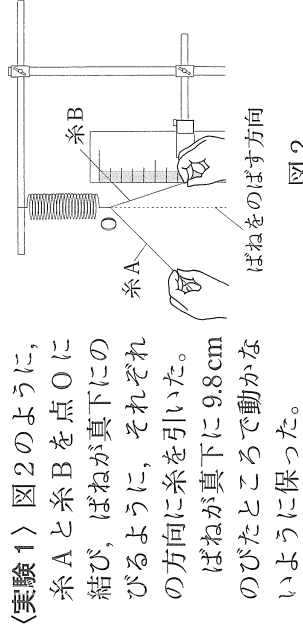 〈実験1〉図2のように,
糸Aと糸Bを点Oに
結び, ばねが真下にの
びるように, それぞれ
の方向に糸を引いた。
ばねが真下に9.8cm
のびたところで動かな
いように保った。
糸A
O
糸B
ばねをのばす方向
図2